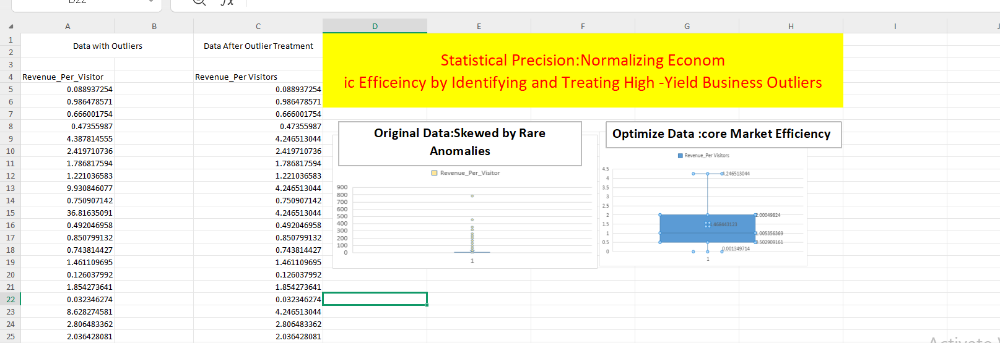 D22
fx
A B C D E F G H I J
1 Data with Outliers Data After Outlier Treatment
2
3
4 Revenue_Per_Visitor Revenue_Per Visitors
5 0.088937254 0.088937254
6 0.986478571 0.986478571
7 0.666001754 0.666001754
8 0.47355987 0.47355987
9 4.387814555 4.246513044
10 2.419710736 2.419710736
11 1.786817594 1.786817594
12 1.221036583 1.221036583
13 9.930846077 4.246513044
14 0.750907142 0.750907142
15 36.81635091 4.246513044
16 0.492046958 0.492046958
17 0.850799132 0.850799132
18 0.743814427 0.743814427
19 1.461109695 1.461109695
20 0.126037992 0.126037992
21 1.854273641 1.854273641
22 0.032346274 0.032346274
23 8.628274581 4.246513044
24 2.806483362 2.806483362
25 2.036428081 2.036428081
Statistical Precision:Normalizing Econom
ic Efficeincy by Identifying and Treating High -Yield Business Outliers
Original Data:Skewed by Rare
Anomalies
Revenue_Per_Visitor
900
800
700
600
500
400
300
200
100
0
1
Optimize Data :core Market Efficiency
Revenue_Per Visitors
4.5
4
3.5
3
2.5
2
1.5
1
0.5
0
4.246513044
2.00049824
1.468443123
1.005356369
0.502909161
0.001349714
1